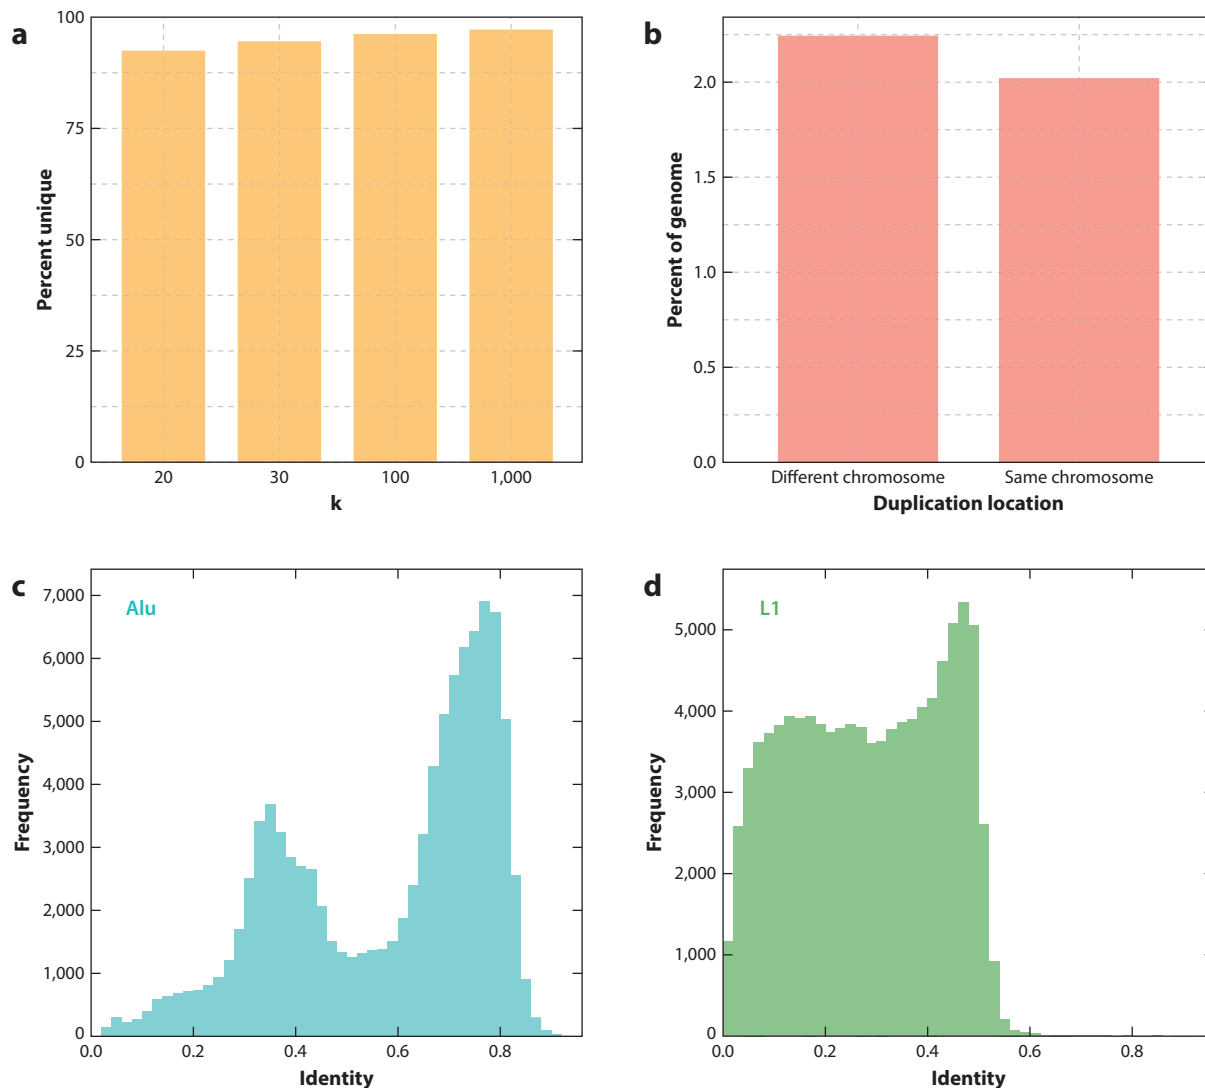 a
100
75
50
25
0
Percent unique
20 30 100 1,000
k
b
2.0
1.5
1.0
0.5
0.0
Percent of genome
Different chromosome Same chromosome
Duplication location
c
Alu
7,000
6,000
5,000
4,000
3,000
2,000
1,000
0
Frequency
0.0 0.2 0.4 0.6 0.8
Identity
d
L1
5,000
4,000
3,000
2,000
1,000
0
Frequency
0.0 0.2 0.4 0.6 0.8
Identity